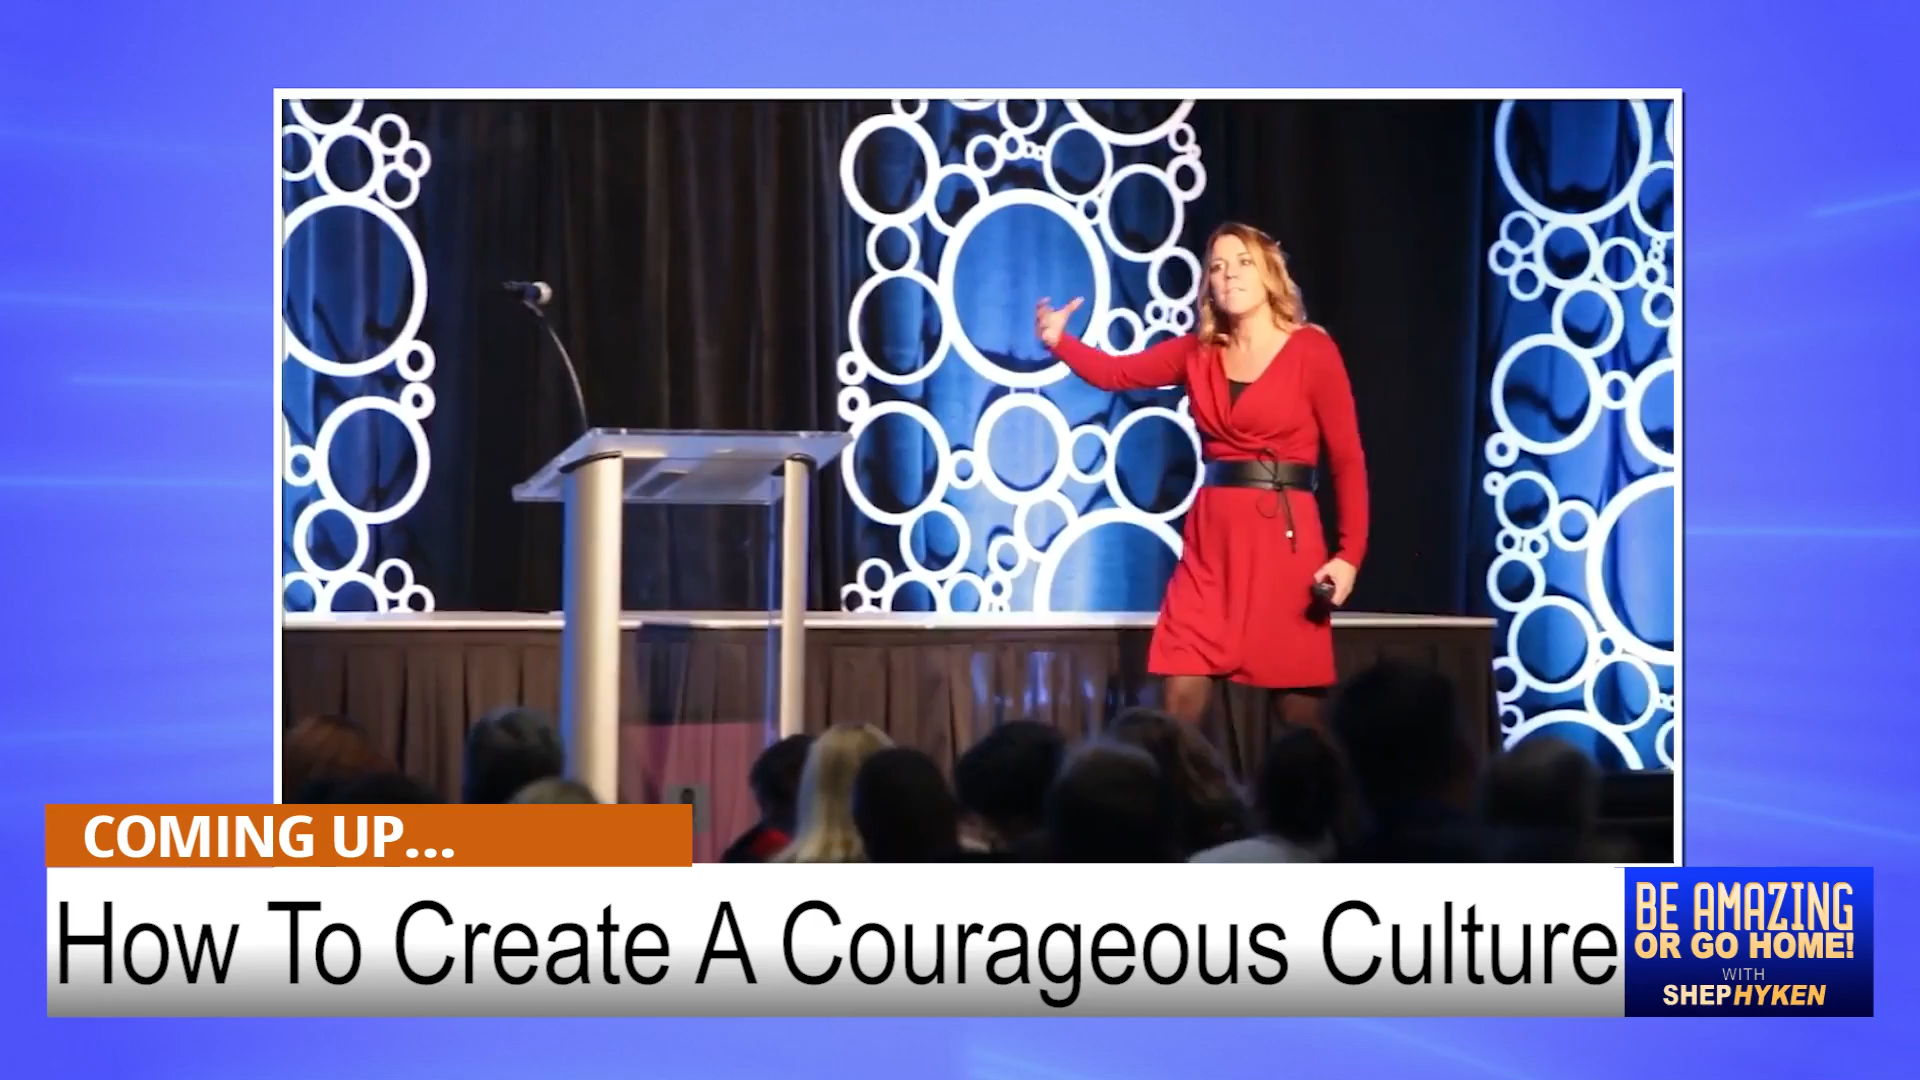 COMING UP...
How To Create A Courageous Culture
BE AMAZING
OR GO HOME!
WITH
SHEPHYKEN